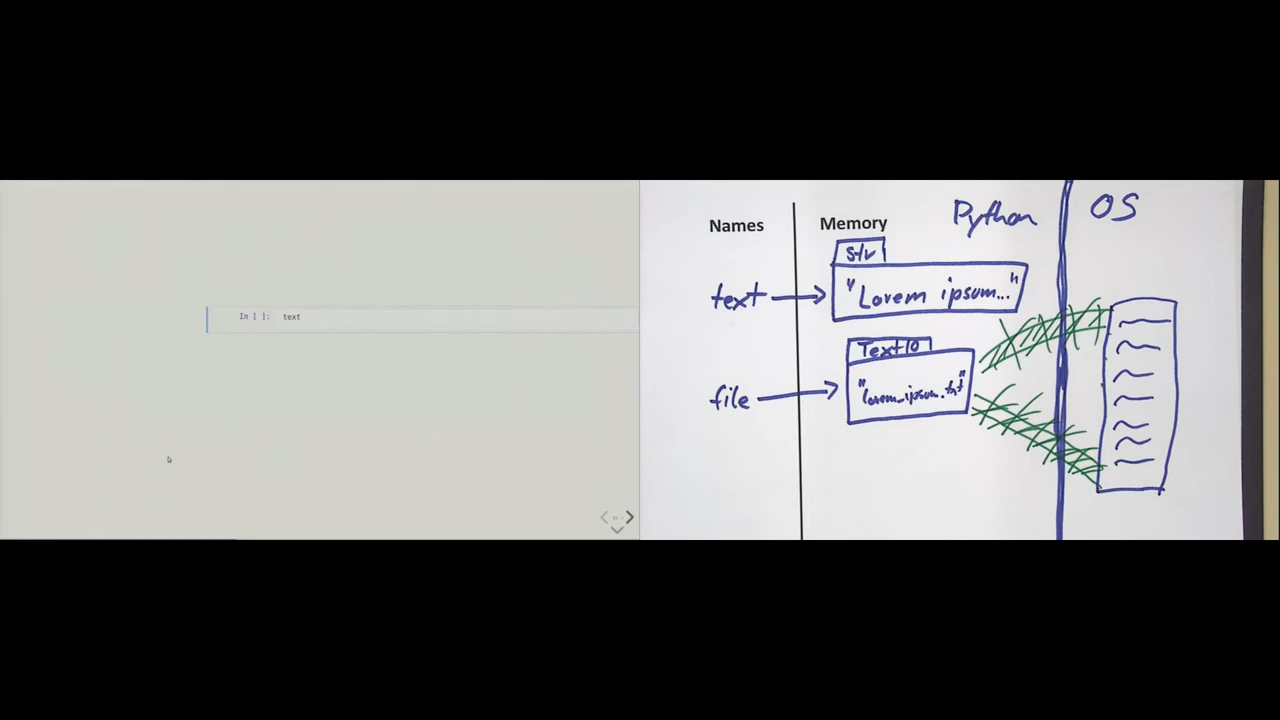 In [ ]: text
Python
OS
Names
Memory
str
text
"Lorem ipsum..."
TextIO
file
"lorem_ipsum.txt"